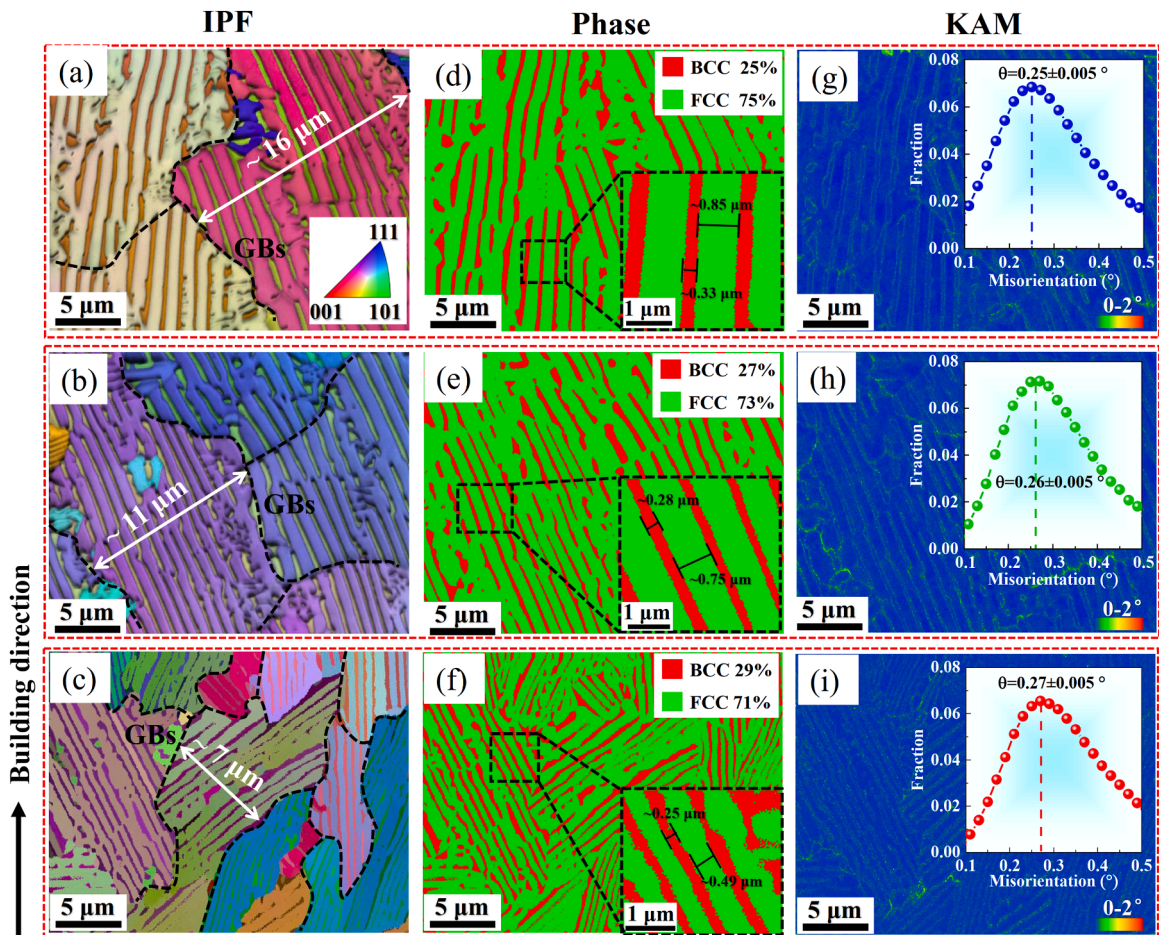 IPF Phase KAM
(a)
~ 16 μm
GBs
111
001 101
5 μm
(d)
BCC 25%
FCC 75%
~0.85 μm
~0.33 μm
5 μm
1 μm
(g)
θ=0.25±0.005 °
Fraction
0.08
0.06
0.04
0.02
0.00
0.1 0.2 0.3 0.4 0.5
Misorientation (°)
5 μm
0-2°
(b)
~ 11 μm
GBs
5 μm
(e)
BCC 27%
FCC 73%
~0.28 μm
~0.75 μm
5 μm
1 μm
(h)
θ=0.26±0.005 °
Fraction
0.08
0.06
0.04
0.02
0.00
0.1 0.2 0.3 0.4 0.5
Misorientation (°)
5 μm
0-2°
Building direction
(c)
GBs
~ 7 μm
5 μm
(f)
BCC 29%
FCC 71%
~0.25 μm
~0.49 μm
5 μm
1 μm
(i)
θ=0.27±0.005 °
Fraction
0.08
0.06
0.04
0.02
0.00
0.1 0.2 0.3 0.4 0.5
Misorientation (°)
5 μm
0-2°